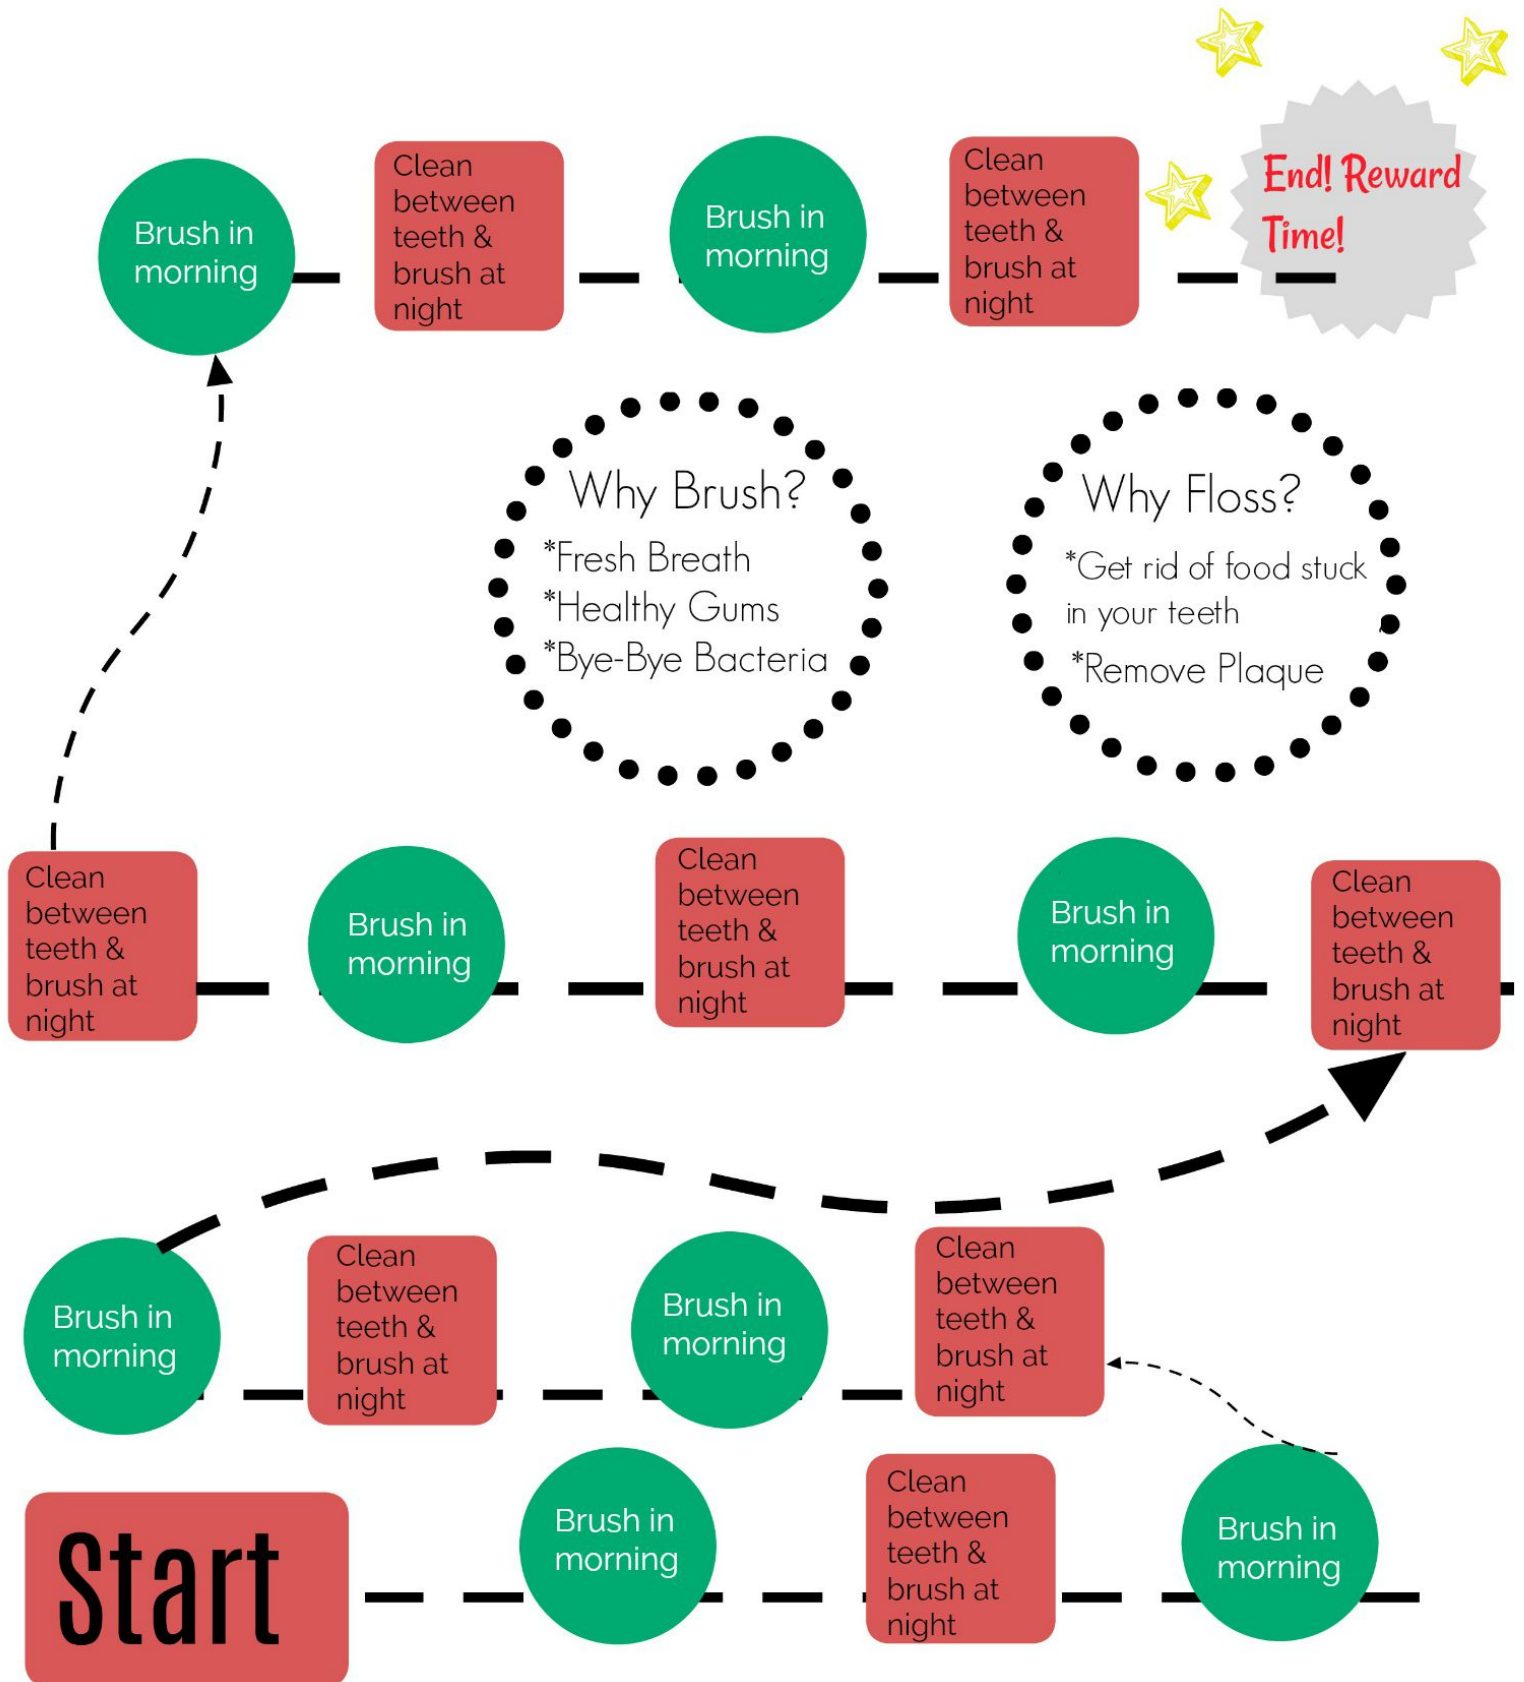 Brush in
morning
Clean
between
teeth &
brush at
night
Brush in
morning
Clean
between
teeth &
brush at
night
End! Reward
Time!
Why Brush?
*Fresh Breath
*Healthy Gums
*Bye-Bye Bacteria
Why Floss?
*Get rid of food stuck
in your teeth
*Remove Plaque
Clean
between
teeth &
brush at
night
Brush in
morning
Clean
between
teeth &
brush at
night
Brush in
morning
Clean
between
teeth &
brush at
night
Brush in
morning
Clean
between
teeth &
brush at
night
Brush in
morning
Clean
between
teeth &
brush at
night
Start
Brush in
morning
Clean
between
teeth &
brush at
night
Brush in
morning